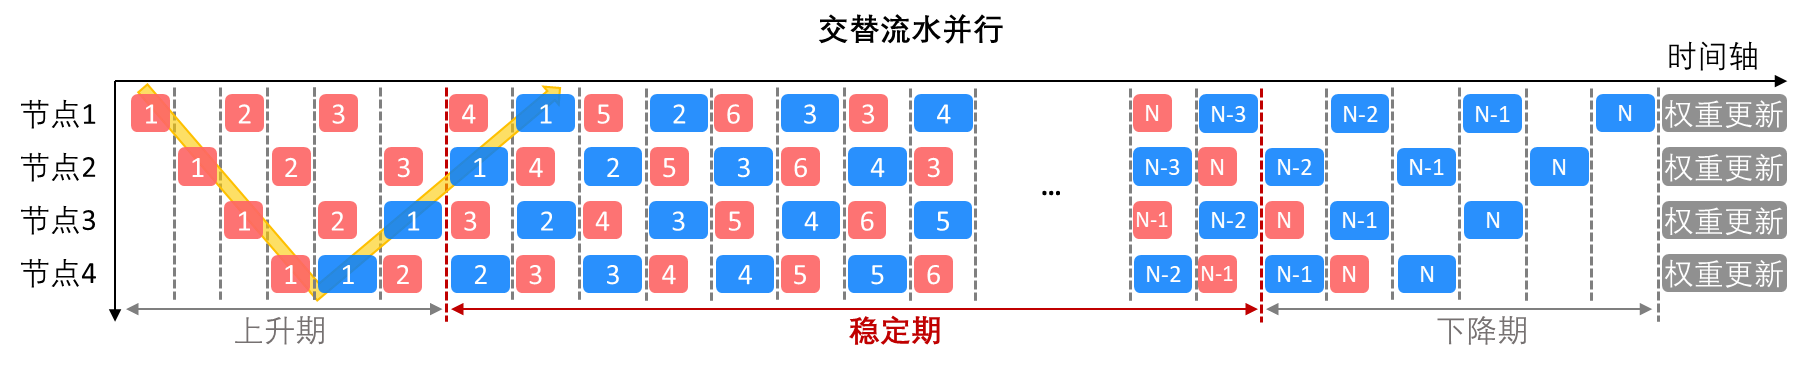 交替流水并行
时间轴
节点1 1 2 3 4 1 5 2 6 3 3 4 N N-3 N-2 N-1 N 权重更新
节点2 1 2 3 1 4 2 5 3 6 4 3 N-3 N N-2 N-1 N 权重更新
...
节点3 1 2 1 3 2 4 3 5 4 6 5 N-1 N-2 N N-1 N 权重更新
节点4 1 1 2 2 3 3 4 4 5 5 6 N-2 N-1 N-1 N N 权重更新
上升期 稳定期 下降期